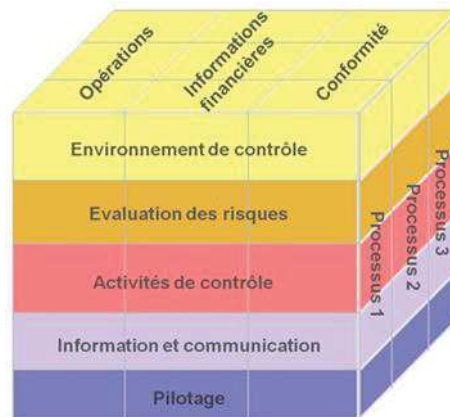 Opérations
Informations
financières
Conformité
Environnement de contrôle
Evaluation des risques
Activités de contrôle
Information et communication
Pilotage
Processus 1
Processus 2
Processus 3